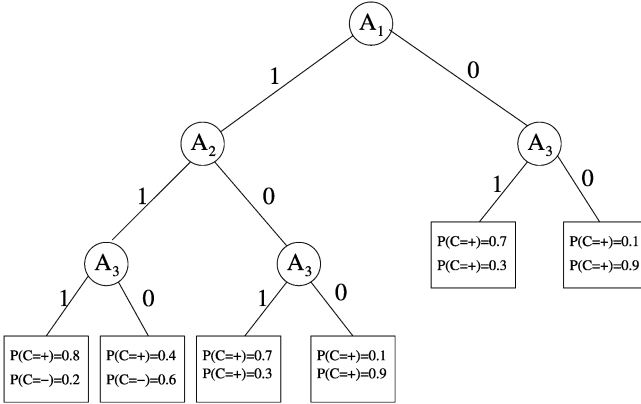 A1
1
0
A2
A3
1
0
1
0
P(C=+)=0.7
P(C=+)=0.3
P(C=+)=0.1
P(C=+)=0.9
A3
A3
1
0
1
0
P(C=+)=0.8
P(C=−)=0.2
P(C=+)=0.4
P(C=−)=0.6
P(C=+)=0.7
P(C=+)=0.3
P(C=+)=0.1
P(C=+)=0.9